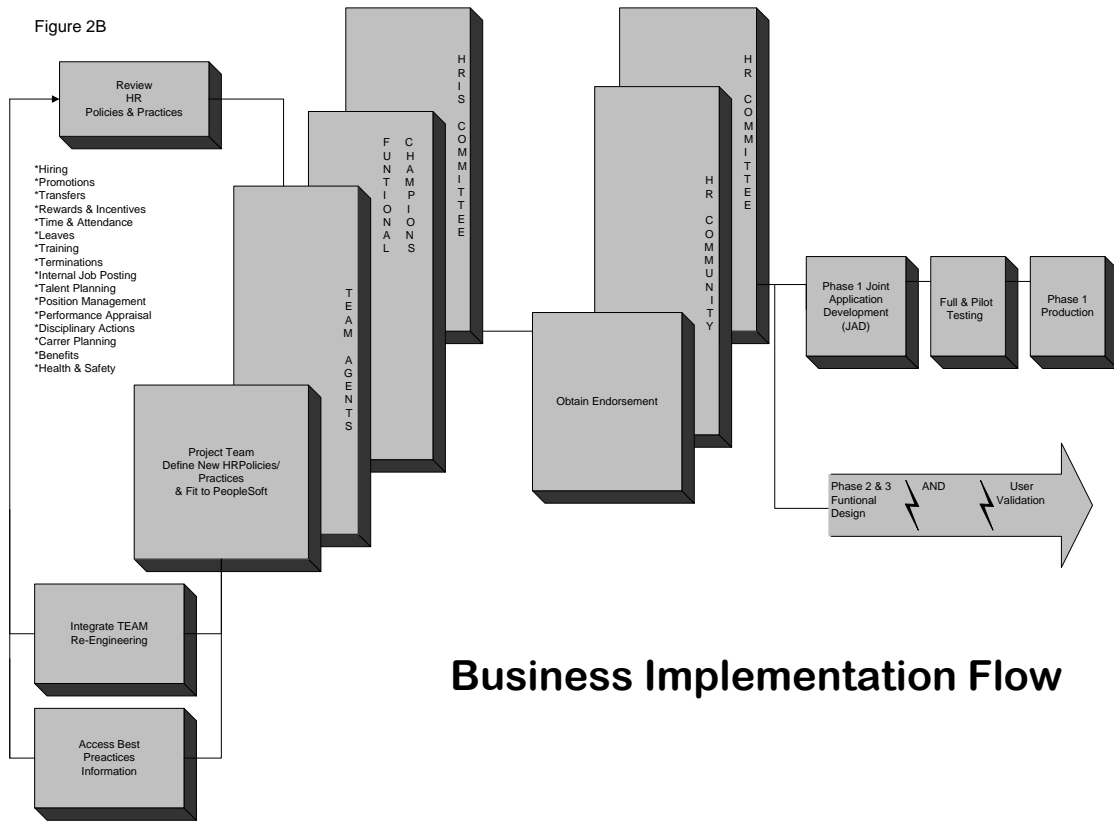 Figure 2B
Review
HR
Policies & Practices
*Hiring
*Promotions
*Transfers
*Rewards & Incentives
*Time & Attendance
*Leaves
*Training
*Terminations
*Internal Job Posting
*Talent Planning
*Position Management
*Performance Appraisal
*Disciplinary Actions
*Carrer Planning
*Benefits
*Health & Safety
Project Team
Define New HRPolicies/
Practices
& Fit to PeopleSoft
TEAM AGENTS
FUNTIONAL
CHAMPIONS
HRIS COMMITTEE
Obtain Endorsement
HR COMMUNITY
HR COMMITTEE
Phase 1 Joint
Application
Development
(JAD)
Full & Pilot
Testing
Phase 1
Production
Phase 2 & 3
Funtional
Design
AND
User
Validation
Integrate TEAM
Re-Engineering
Access Best
Preactices
Information
Business Implementation Flow